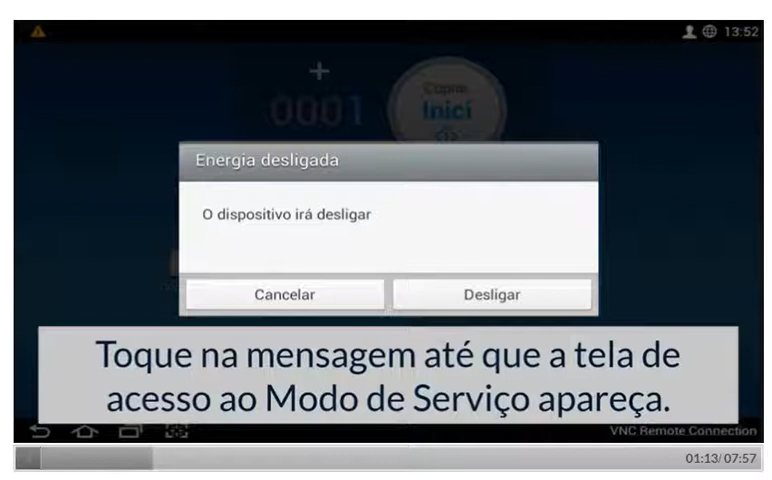 13:52
+
0001
Copiar
Iníci
Energia desligada
O dispositivo irá desligar
Cancelar
Desligar
Toque na mensagem até que a tela de
acesso ao Modo de Serviço apareça.
VNC Remote Connection
01:13/07:57